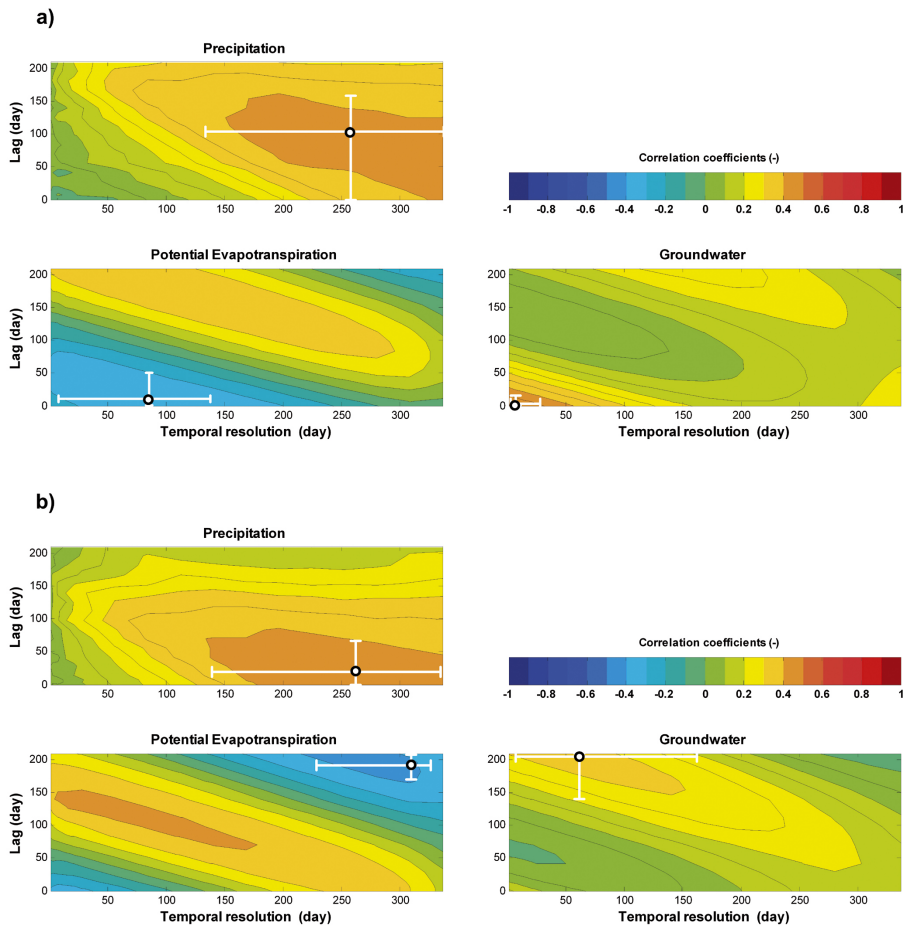 a)
Precipitation
Lag (day)
200
150
100
50
0
50 100 150 200 250 300
Correlation coefficients (-)
-1 -0.8 -0.6 -0.4 -0.2 0 0.2 0.4 0.6 0.8 1
Potential Evapotranspiration
Lag (day)
200
150
100
50
0
50 100 150 200 250 300
Temporal resolution (day)
Groundwater
200
150
100
50
0
50 100 150 200 250 300
Temporal resolution (day)
b)
Precipitation
Lag (day)
200
150
100
50
0
50 100 150 200 250 300
Correlation coefficients (-)
-1 -0.8 -0.6 -0.4 -0.2 0 0.2 0.4 0.6 0.8 1
Potential Evapotranspiration
Lag (day)
200
150
100
50
0
50 100 150 200 250 300
Temporal resolution (day)
Groundwater
200
150
100
50
0
50 100 150 200 250 300
Temporal resolution (day)